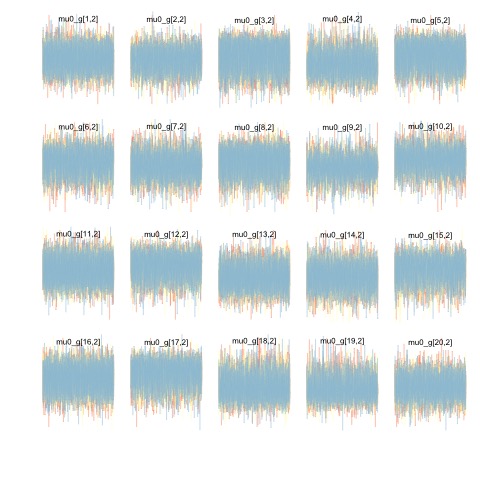 mu0_g[1,2] mu0_g[2,2] mu0_g[3,2] mu0_g[4,2] mu0_g[5,2]
mu0_g[6,2] mu0_g[7,2] mu0_g[8,2] mu0_g[9,2] mu0_g[10,2]
mu0_g[11,2] mu0_g[12,2] mu0_g[13,2] mu0_g[14,2] mu0_g[15,2]
mu0_g[16,2] mu0_g[17,2] mu0_g[18,2] mu0_g[19,2] mu0_g[20,2]